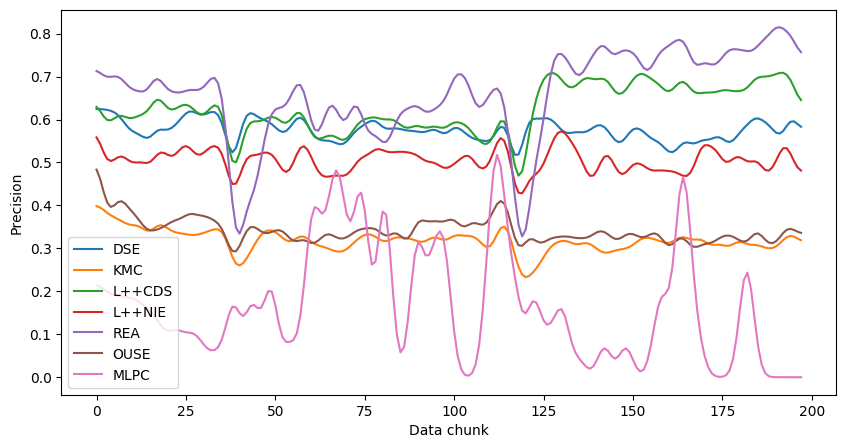 Precision
0.8
0.7
0.6
0.5
0.4
0.3
0.2
0.1
0.0
DSE
KMC
L++CDS
L++NIE
REA
OUSE
MLPC
0 25 50 75 100 125 150 175 200
Data chunk